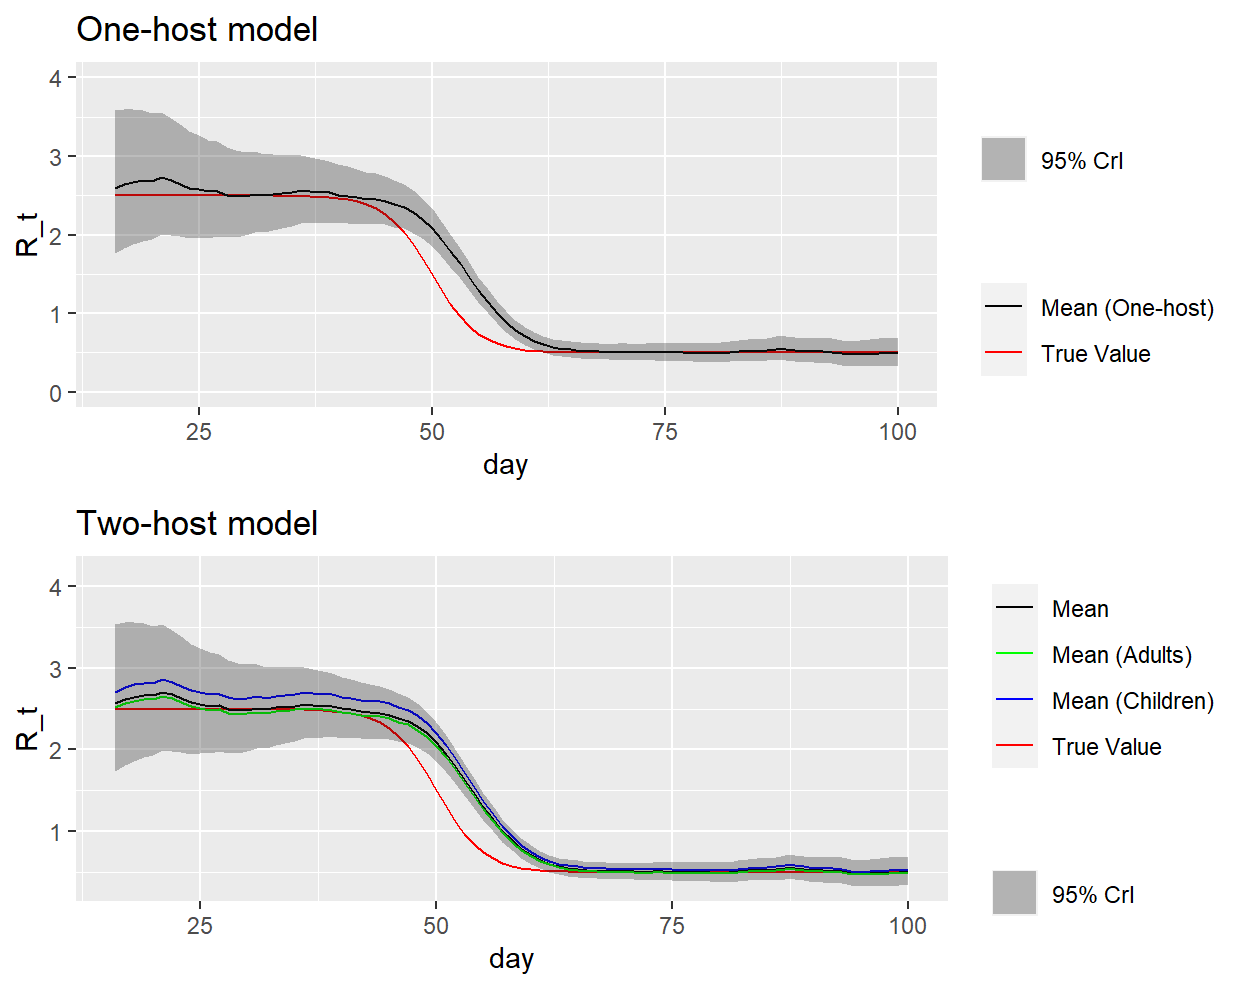 One-host model
4
3
2
1
0
R_t
25
50
75
100
day
95% CrI
Mean (One-host)
True Value
Two-host model
4
3
2
1
R_t
25
50
75
100
day
Mean
Mean (Adults)
Mean (Children)
True Value
95% CrI